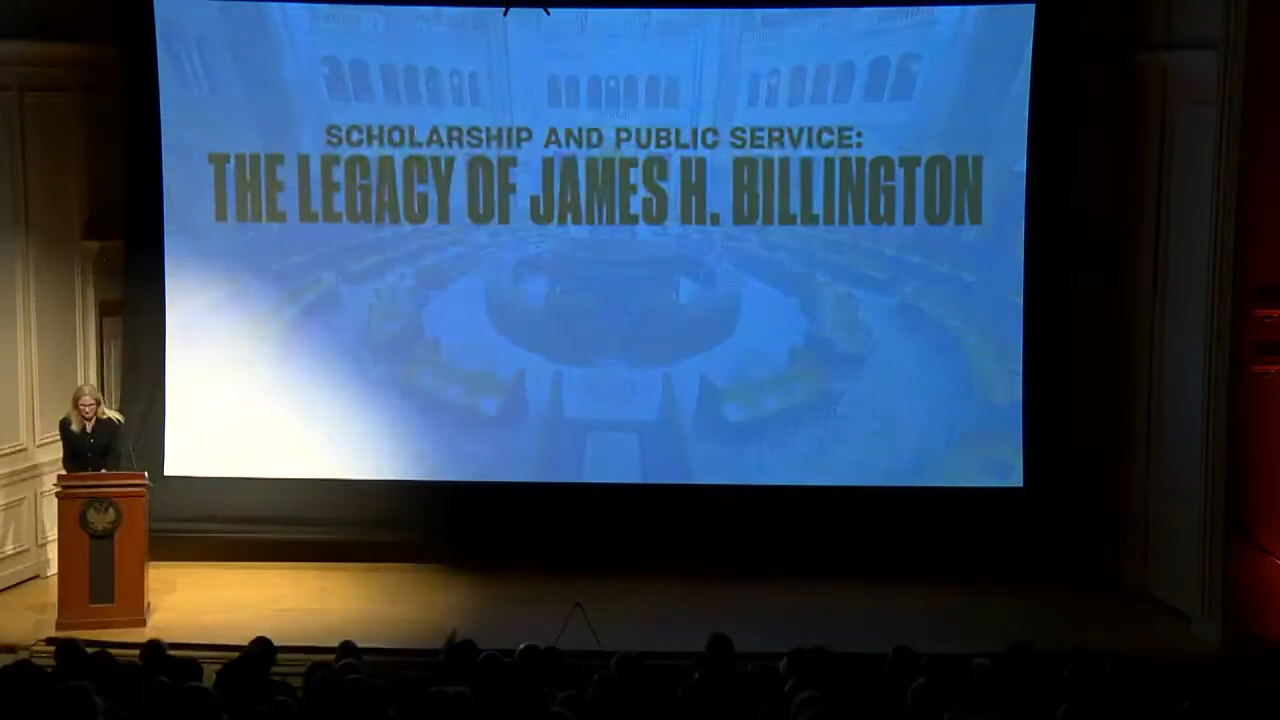 SCHOLARSHIP AND PUBLIC SERVICE:
THE LEGACY OF JAMES H. BILLINGTON